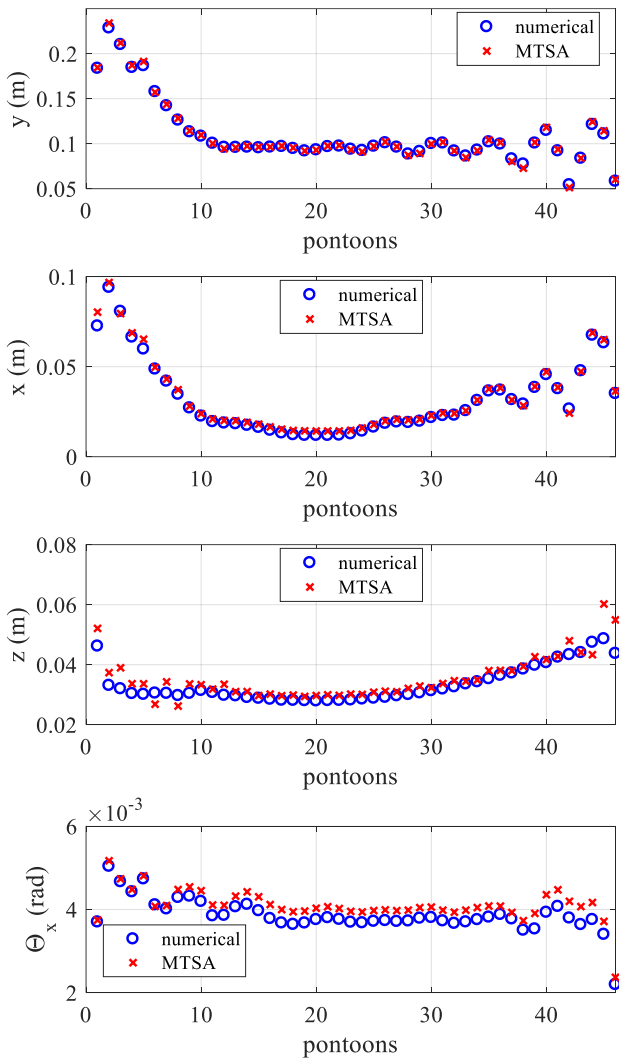 0.2
0.15
0.1
0.05
y (m)
numerical
MTSA
0 10 20 30 40
pontoons
0.1
0.05
0
x (m)
numerical
MTSA
0 10 20 30 40
pontoons
0.08
0.06
0.04
0.02
z (m)
numerical
MTSA
0 10 20 30 40
pontoons
×10⁻³
6
4
2
Θₓ (rad)
numerical
MTSA
0 10 20 30 40
pontoons